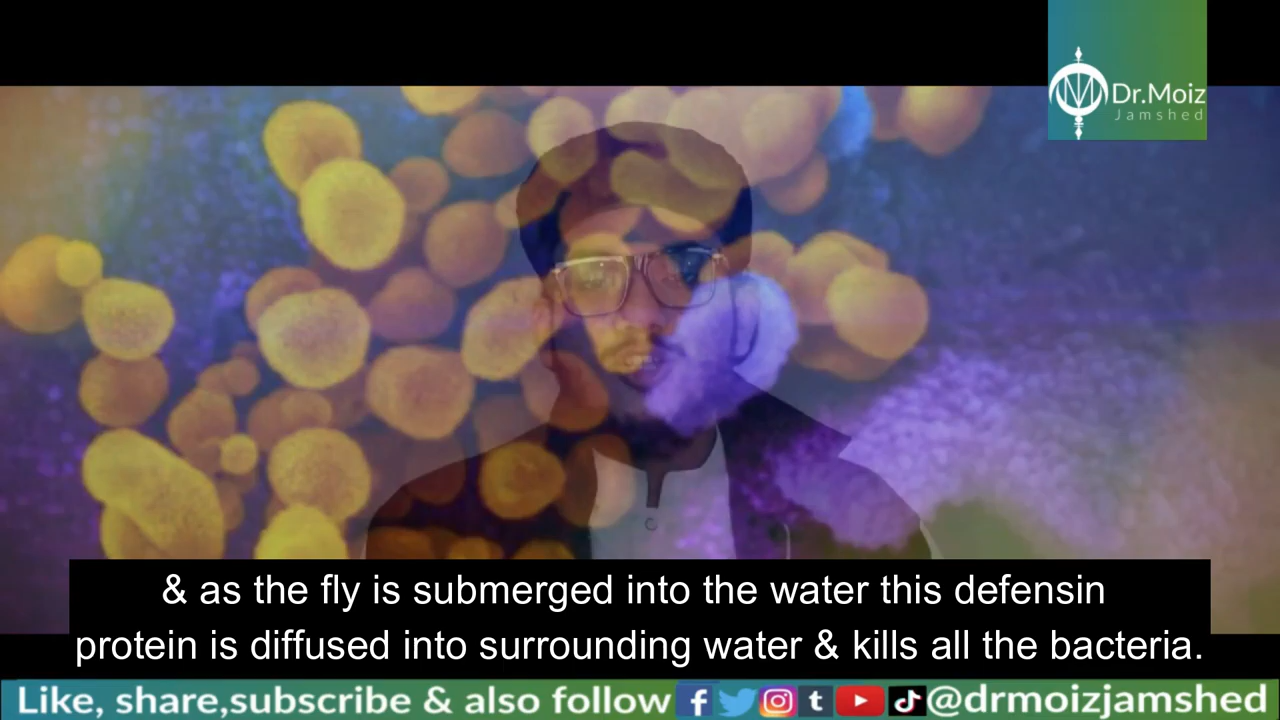 Dr.Moiz
Jamshed
& as the fly is submerged into the water this defensin
protein is diffused into surrounding water & kills all the bacteria.
Like, share,subscribe & also follow f t @drmoizjamshed